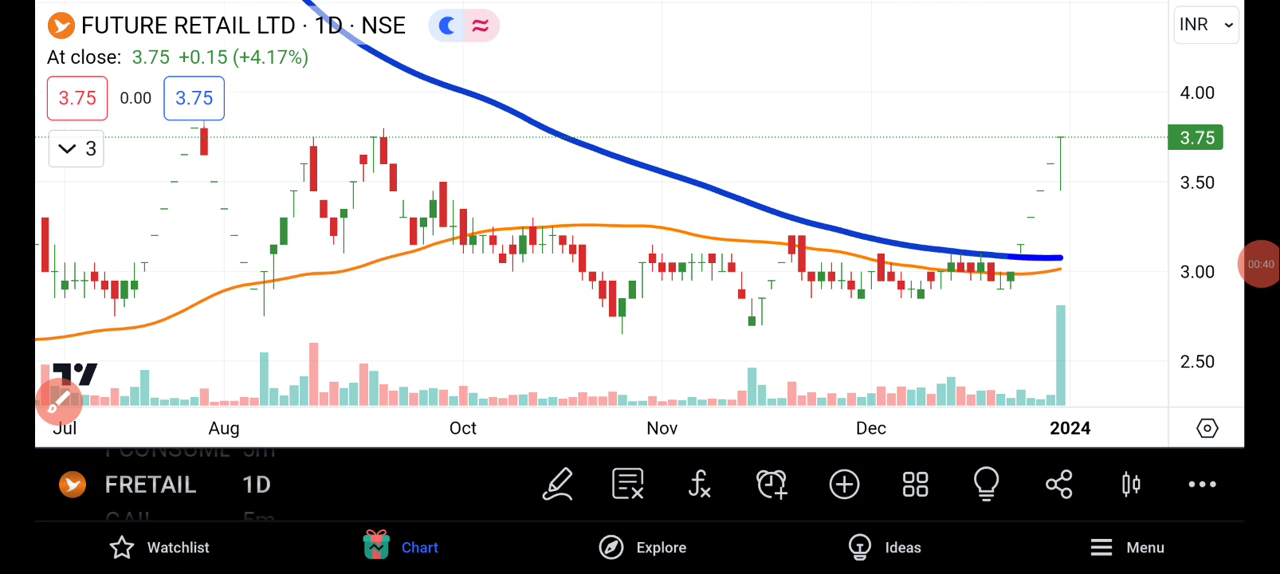 FUTURE RETAIL LTD · 1D · NSE
INR
At close: 3.75 +0.15 (+4.17%)
3.75 0.00 3.75
4.00
3.75
3
3.50
3.00
00:40
2.50
Jul Aug Oct Nov Dec 2024
FRETAIL 1D
Watchlist Chart Explore Ideas Menu